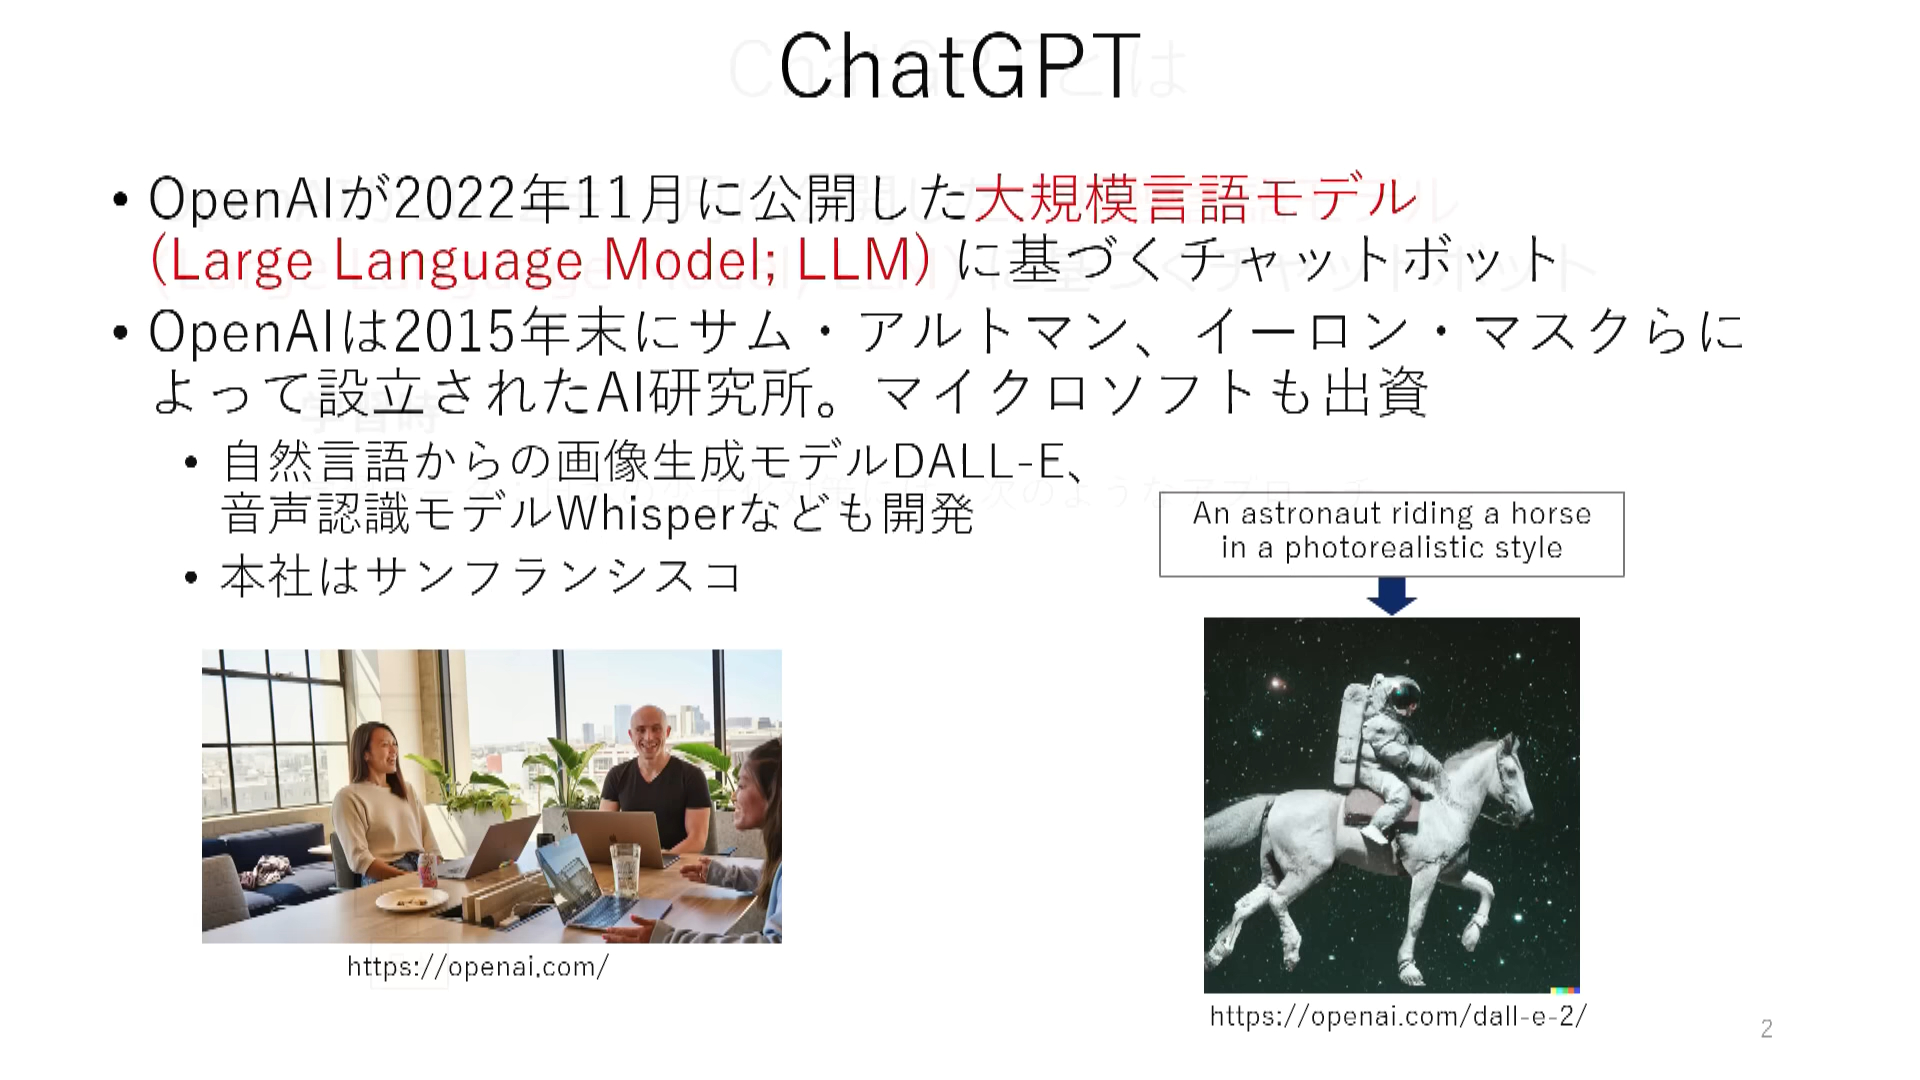 ChatGPT
• OpenAIが2022年11月に公開した大規模言語モデル
(Large Language Model; LLM) に基づくチャットボット
• OpenAIは2015年末にサム・アルトマン、イーロン・マスクらに
よって設立されたAI研究所。マイクロソフトも出資
• 自然言語からの画像生成モデルDALL-E、
音声認識モデルWhisperなども開発
• 本社はサンフランシスコ
An astronaut riding a horse
in a photorealistic style
https://openai.com/
https://openai.com/dall-e-2/
2